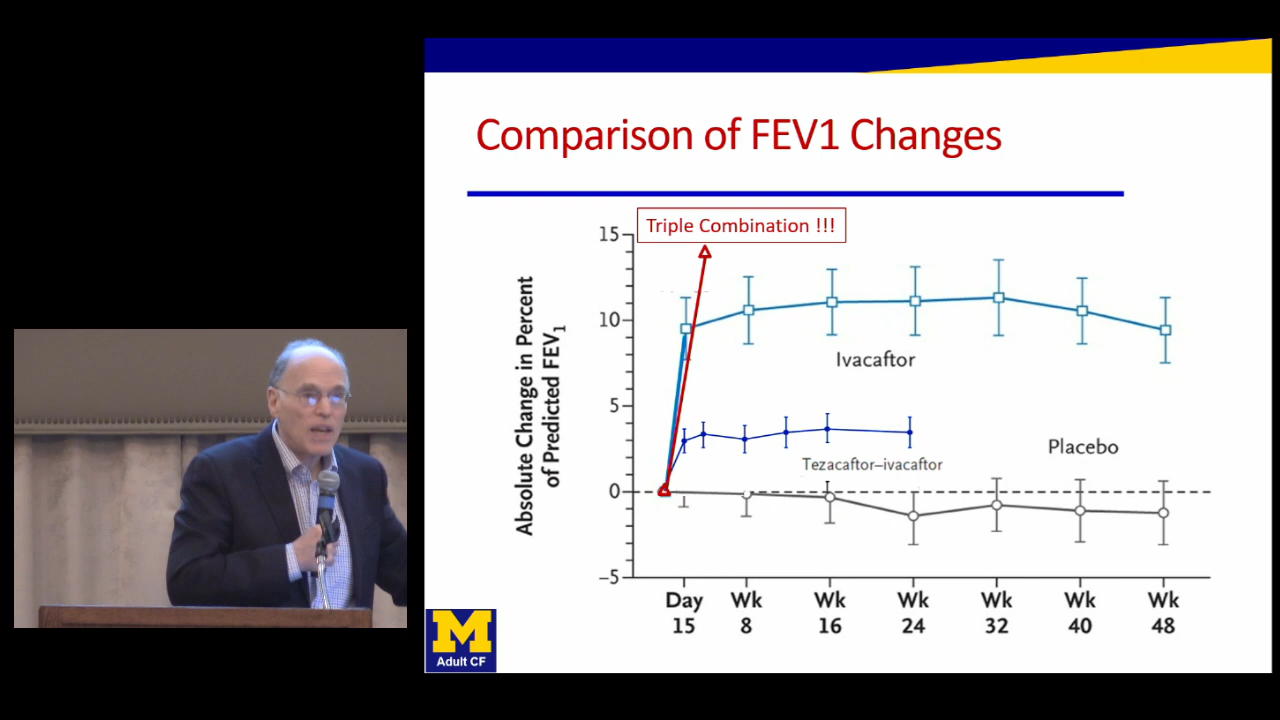 Comparison of FEV1 Changes
Triple Combination !!!
Absolute Change in Percent
of Predicted FEV1
15
10
5
0
–5
Ivacaftor
Tezacaftor–ivacaftor
Placebo
Day Wk Wk Wk Wk Wk Wk
15 8 16 24 32 40 48
M
Adult CF